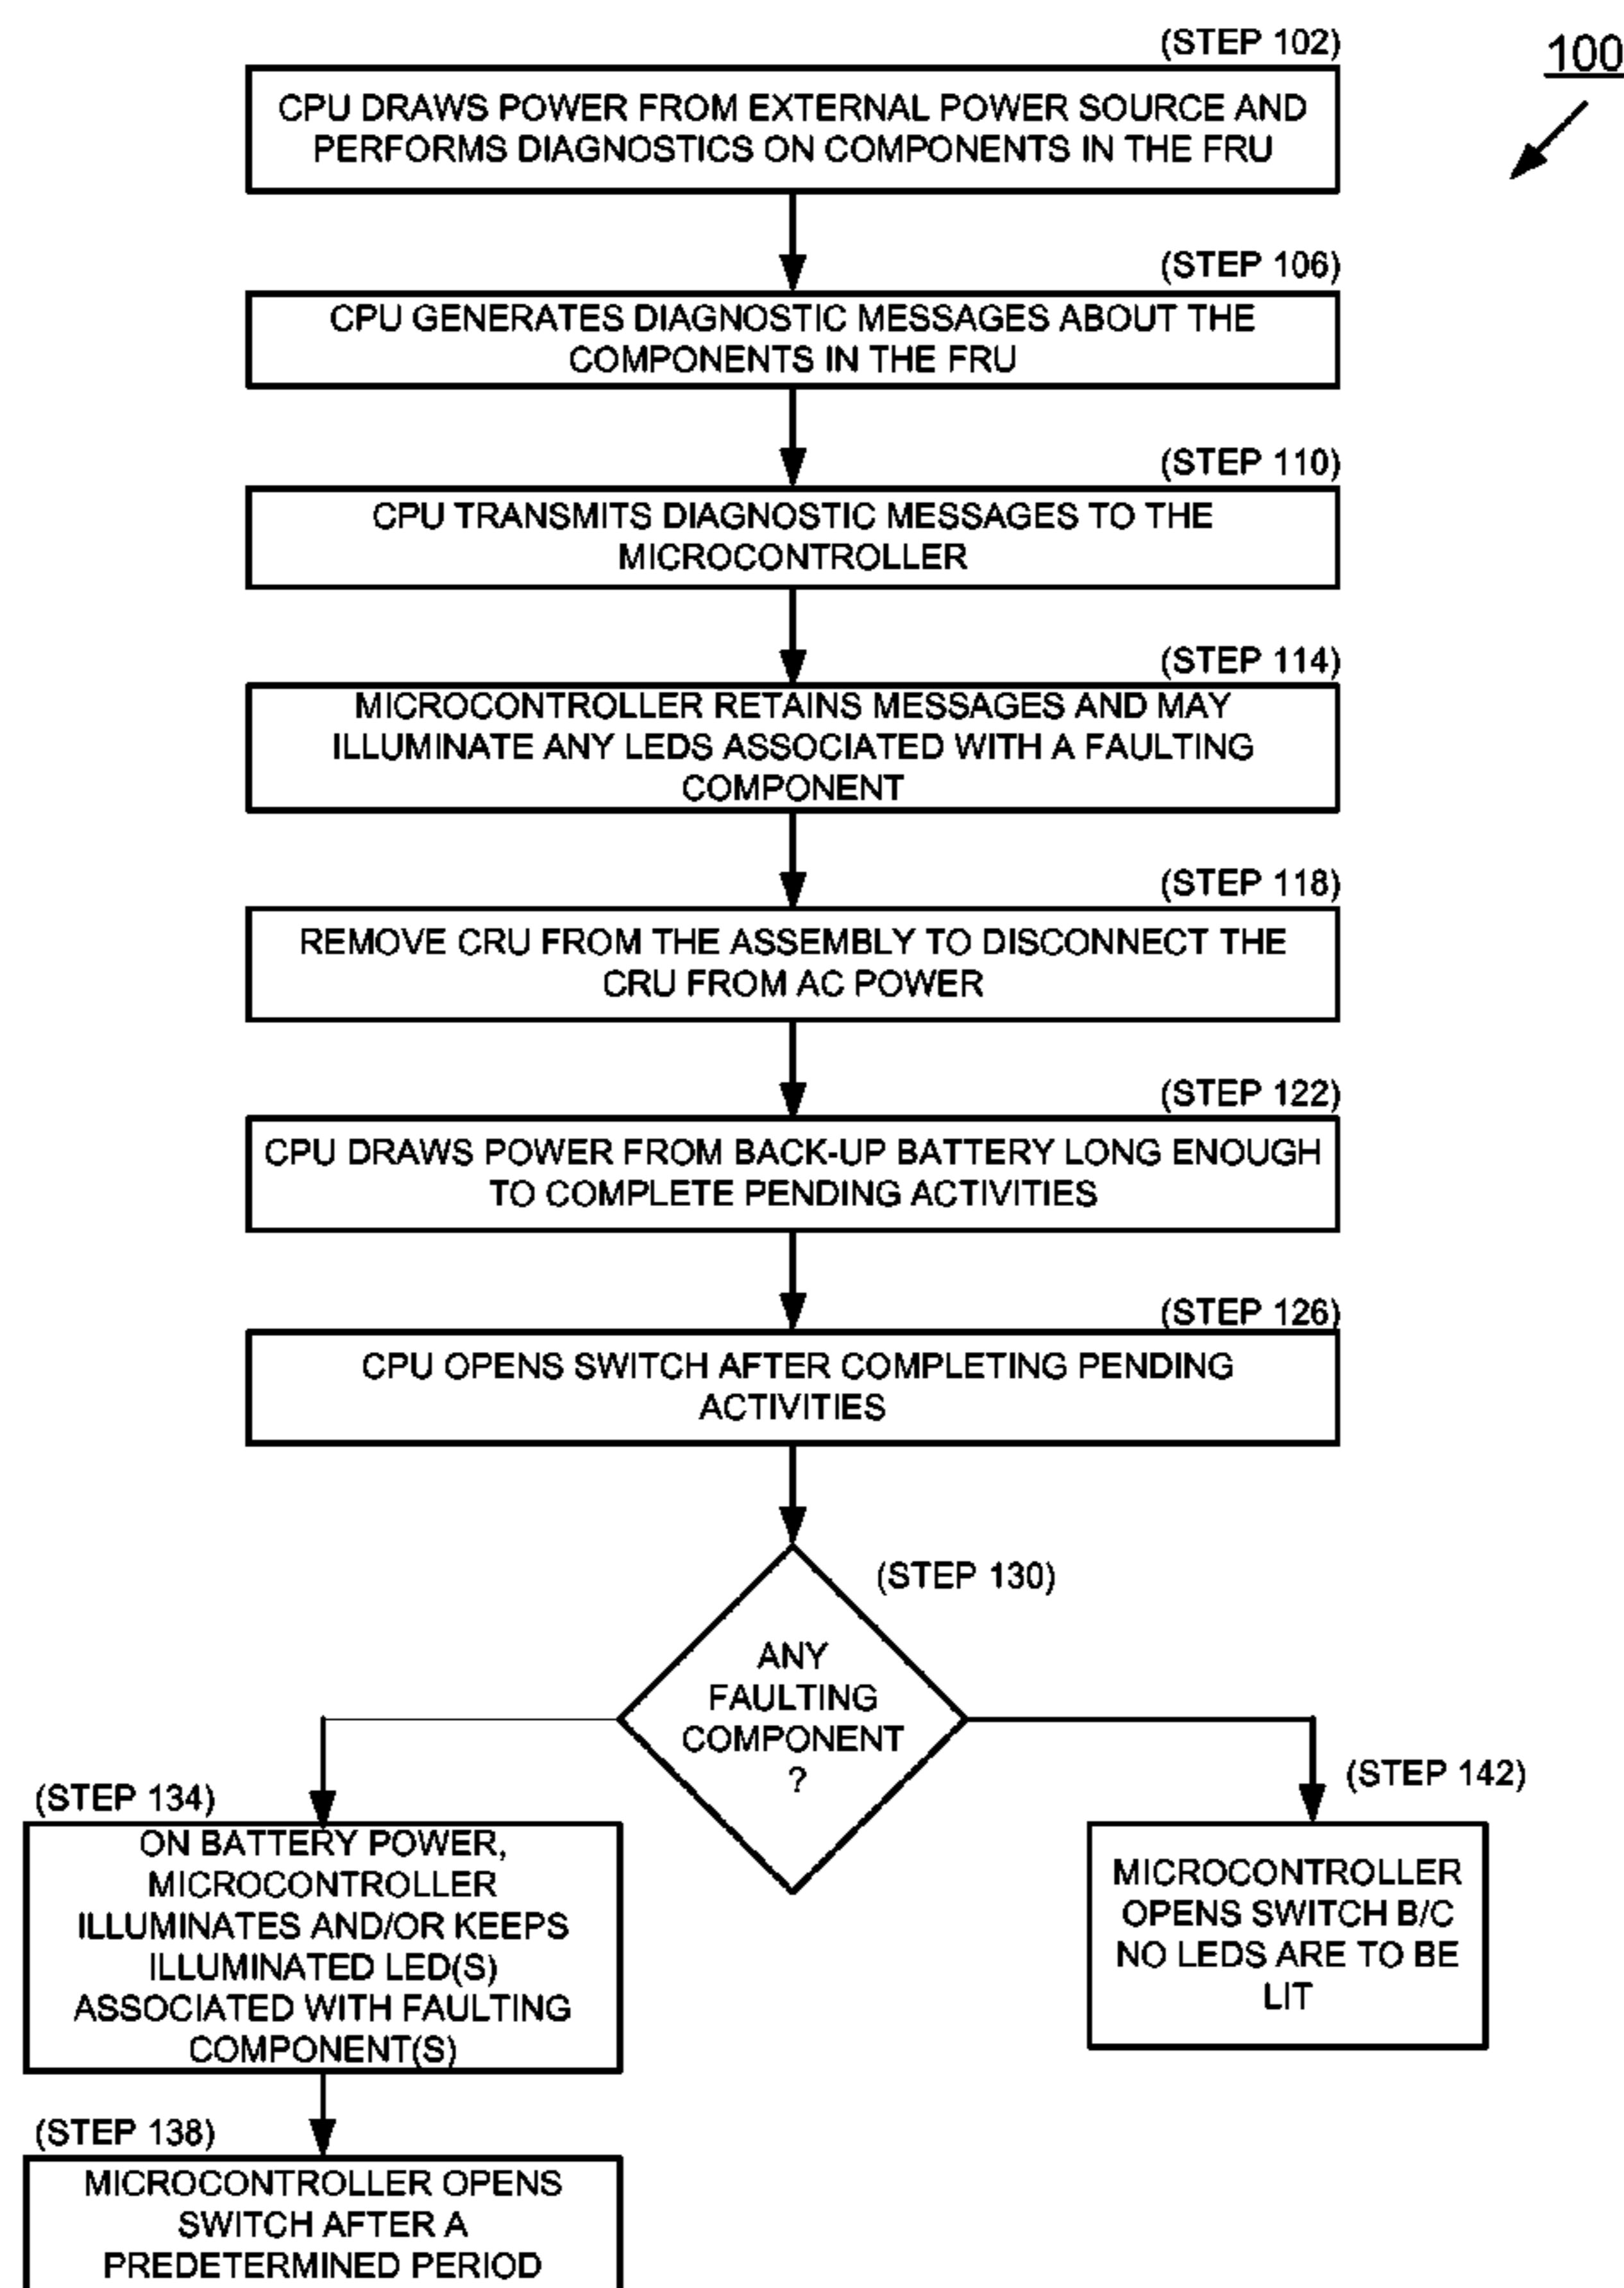 (STEP 102)
100
CPU DRAWS POWER FROM EXTERNAL POWER SOURCE AND
PERFORMS DIAGNOSTICS ON COMPONENTS IN THE FRU
(STEP 106)
CPU GENERATES DIAGNOSTIC MESSAGES ABOUT THE
COMPONENTS IN THE FRU
(STEP 110)
CPU TRANSMITS DIAGNOSTIC MESSAGES TO THE
MICROCONTROLLER
(STEP 114)
MICROCONTROLLER RETAINS MESSAGES AND MAY
ILLUMINATE ANY LEDS ASSOCIATED WITH A FAULTING
COMPONENT
(STEP 118)
REMOVE CRU FROM THE ASSEMBLY TO DISCONNECT THE
CRU FROM AC POWER
(STEP 122)
CPU DRAWS POWER FROM BACK-UP BATTERY LONG ENOUGH
TO COMPLETE PENDING ACTIVITIES
(STEP 126)
CPU OPENS SWITCH AFTER COMPLETING PENDING
ACTIVITIES
(STEP 130)
ANY
FAULTING
COMPONENT
?
(STEP 134)
ON BATTERY POWER,
MICROCONTROLLER
ILLUMINATES AND/OR KEEPS
ILLUMINATED LED(S)
ASSOCIATED WITH FAULTING
COMPONENT(S)
(STEP 142)
MICROCONTROLLER
OPENS SWITCH B/C
NO LEDS ARE TO BE
LIT
(STEP 138)
MICROCONTROLLER OPENS
SWITCH AFTER A
PREDETERMINED PERIOD